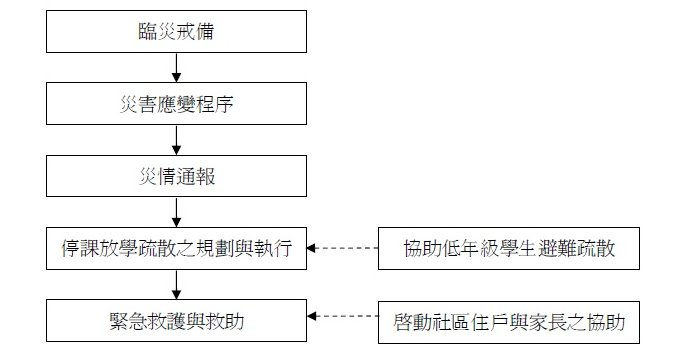 臨災戒備
災害應變程序
災情通報
停課放學疏散之規劃與執行
協助低年級學生避難疏散
緊急救護與救助
啓動社區住戶與家長之協助